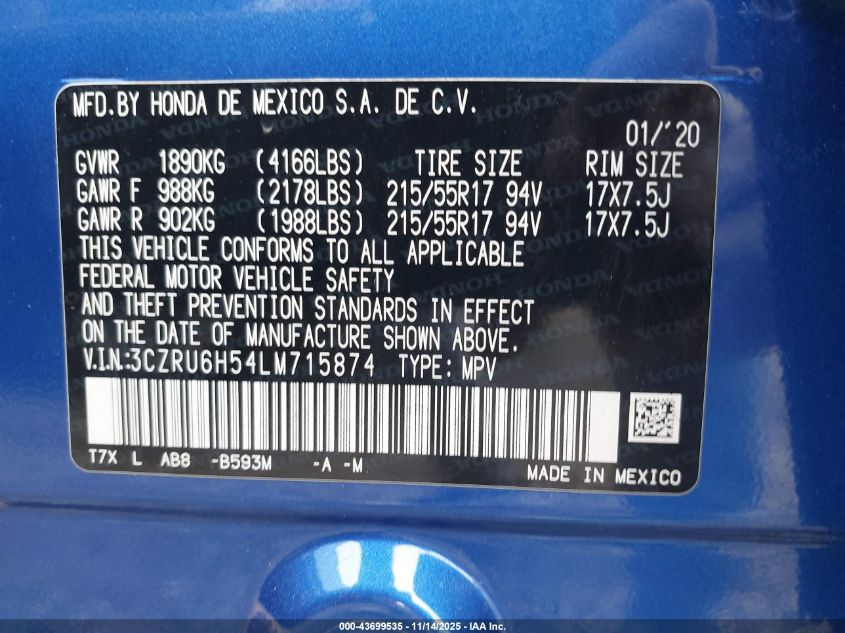 MFD.BY HONDA DE MEXICO S.A. DE C.V.
01/'20
GVWR 1890KG (4166LBS) TIRE SIZE RIM SIZE
GAWR F 988KG (2178LBS) 215/55R17 94V 17X7.5J
GAWR R 902KG (1988LBS) 215/55R17 94V 17X7.5J
THIS VEHICLE CONFORMS TO ALL APPLICABLE
FEDERAL MOTOR VEHICLE SAFETY
AND THEFT PREVENTION STANDARDS IN EFFECT
ON THE DATE OF MANUFACTURE SHOWN ABOVE.
V.I.N.:3CZRU6H54LM715874 TYPE: MPV
T7X L AB8 -B593M -A -M
MADE IN MEXICO
000-43699535 - 11/14/2025 - IAA Inc.